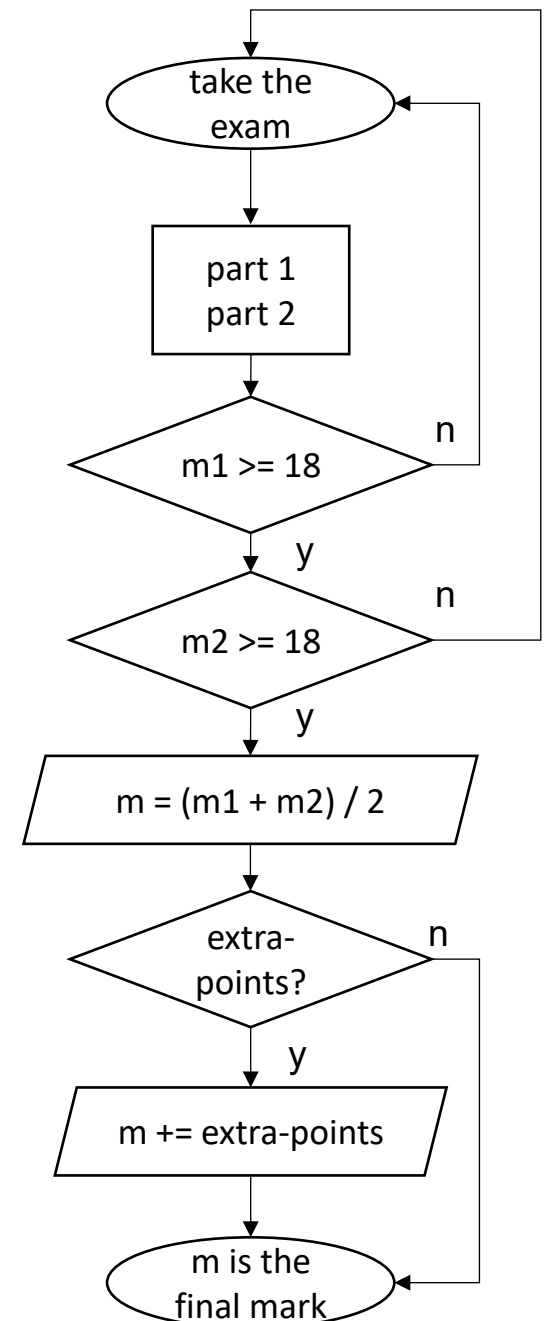 take the
exam
part 1
part 2
n
m1 >= 18
y
n
m2 >= 18
y
m = (m1 + m2) / 2
n
extra-
points?
y
m += extra-points
m is the
final mark